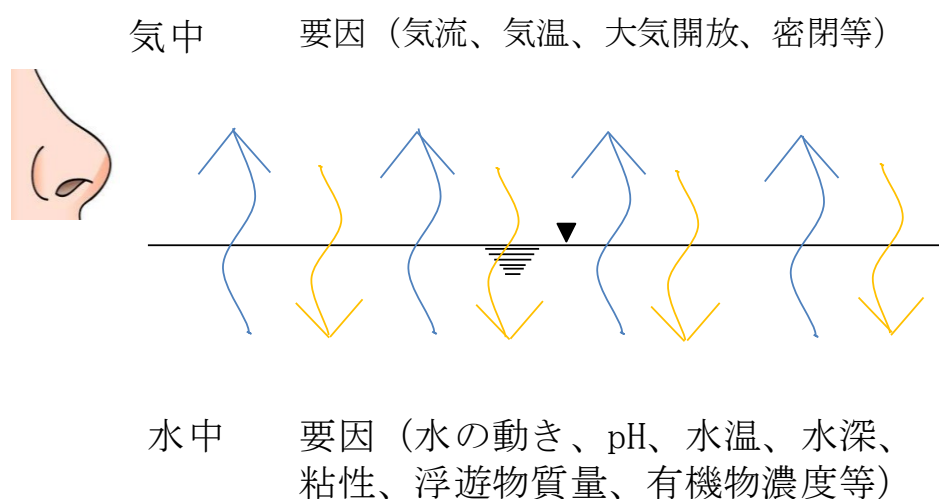 気中 要因（気流、気温、大気開放、密閉等）
水中 要因（水の動き、pH、水温、水深、
粘性、浮遊物質量、有機物濃度等）